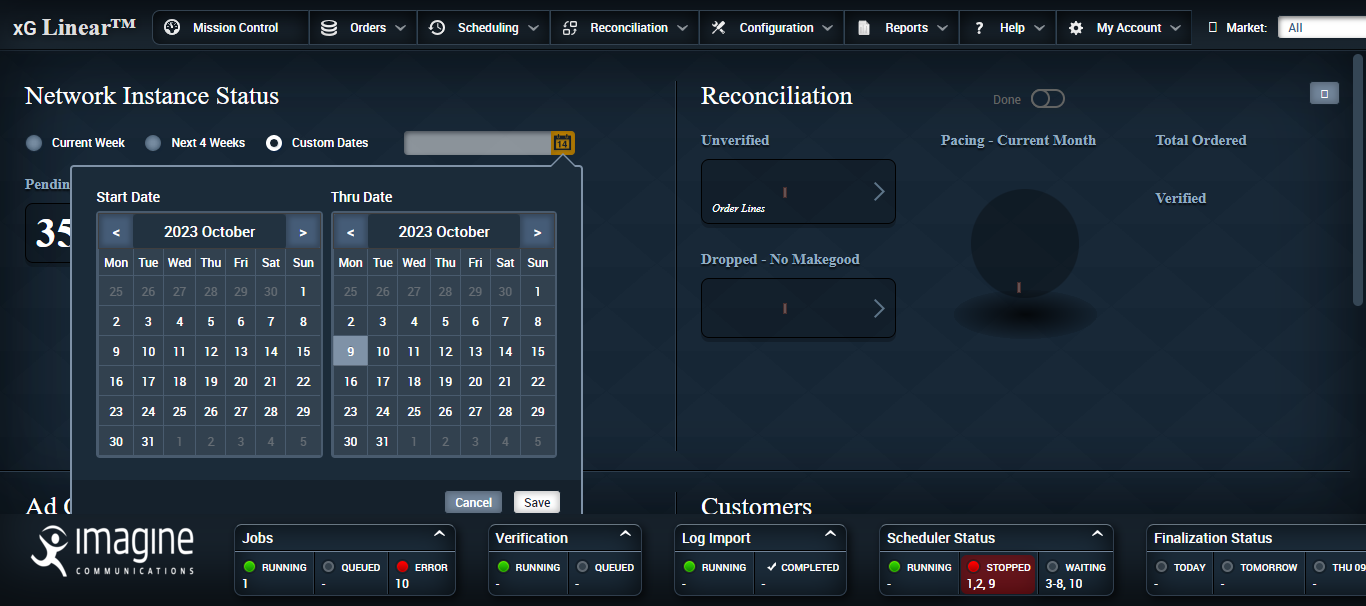 xG Linear™ Mission Control Orders Scheduling Reconciliation Configuration Reports ? Help My Account Market: All
Network Instance Status
Current Week Next 4 Weeks Custom Dates 14
Pendin
35
Start Date
< 2023 October >
Mon Tue Wed Thu Fri Sat Sun
25 26 27 28 29 30 1
2 3 4 5 6 7 8
9 10 11 12 13 14 15
16 17 18 19 20 21 22
23 24 25 26 27 28 29
30 31 1 2 3 4 5
Thru Date
< 2023 October >
Mon Tue Wed Thu Fri Sat Sun
25 26 27 28 29 30 1
2 3 4 5 6 7 8
9 10 11 12 13 14 15
16 17 18 19 20 21 22
23 24 25 26 27 28 29
30 31 1 2 3 4 5
Cancel Save
Reconciliation
Done
Unverified
Order Lines
Dropped - No Makegood
Pacing - Current Month
Total Ordered
Verified
Ad
Customers
imagine
COMMUNICATIONS
Jobs
RUNNING QUEUED ERROR
1 - 10
Verification
RUNNING QUEUED
- -
Log Import
RUNNING COMPLETED
- -
Scheduler Status
RUNNING STOPPED WAITING
- 1,2, 9 3-8, 10
Finalization Status
TODAY TOMORROW THU 09
- - -